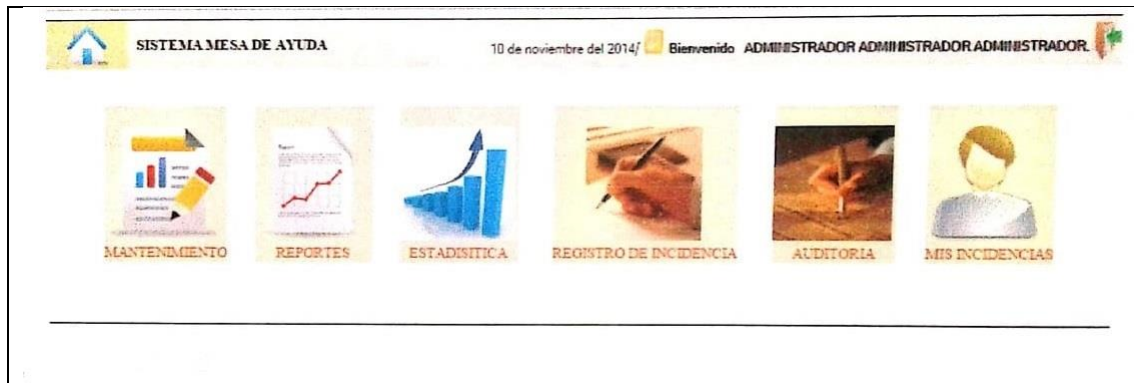 SISTEMA MESA DE AYUDA
10 de noviembre del 2014/ Bienvenido ADMINISTRADOR ADMINISTRADOR ADMINISTRADOR.
MANTENIMIENTO
REPORTES
ESTADISITICA
REGISTRO DE INCIDENCIA
AUDITORIA
MIS INCIDENCIAS